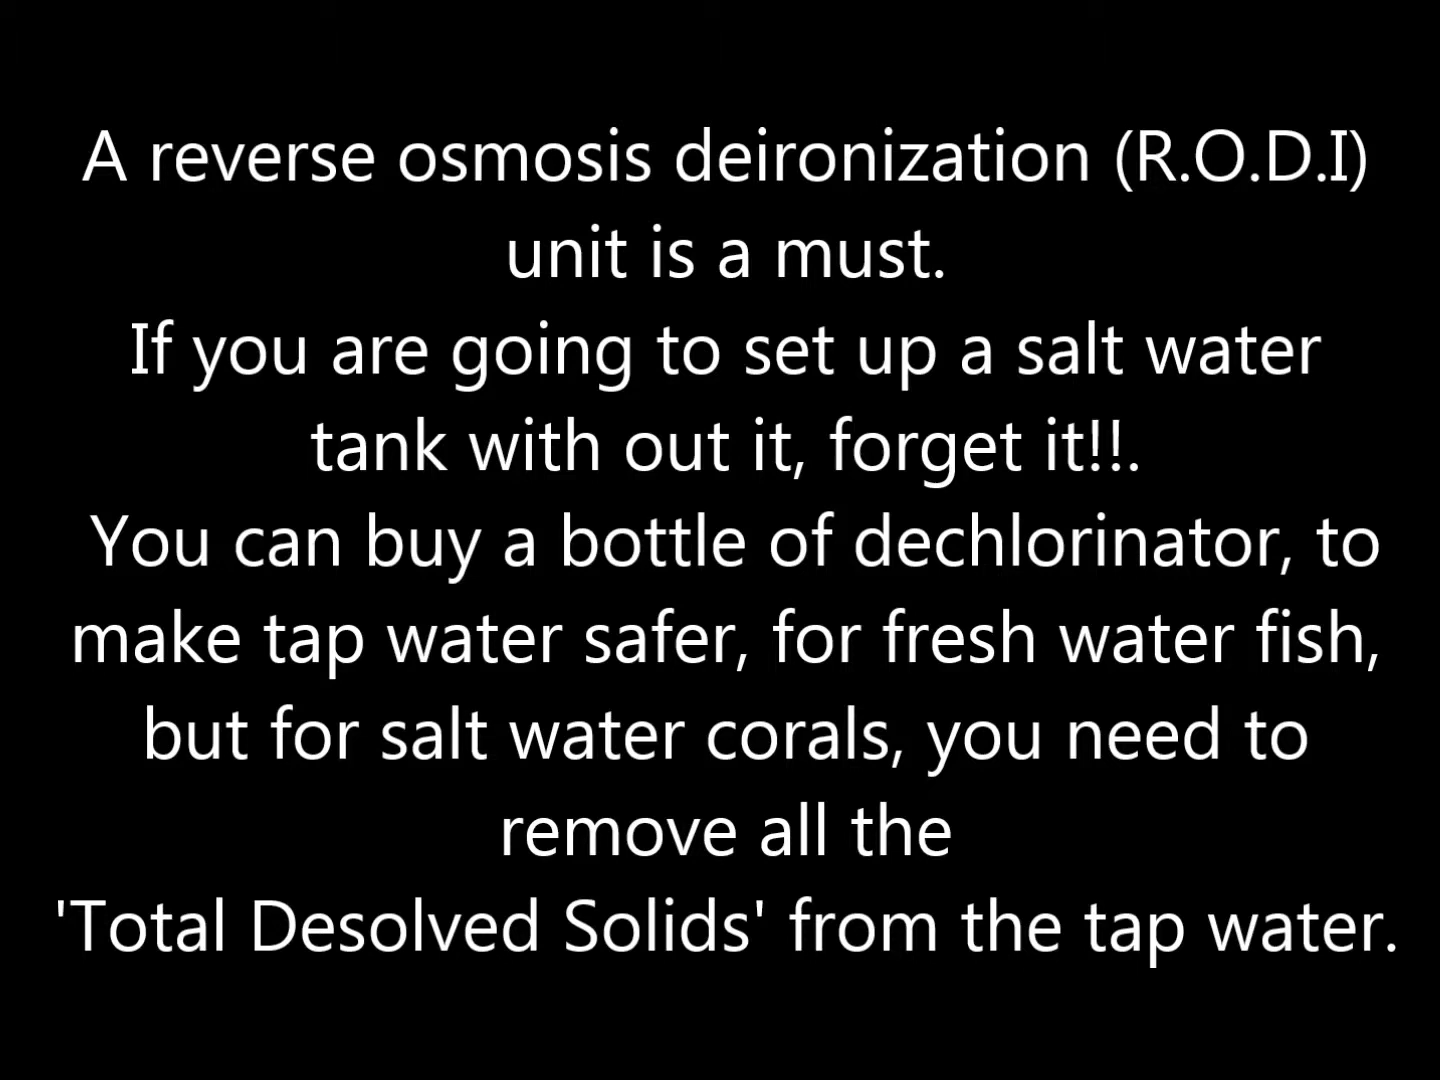 A reverse osmosis deironization (R.O.D.I)
unit is a must.
If you are going to set up a salt water
tank with out it, forget it!!.
You can buy a bottle of dechlorinator, to
make tap water safer, for fresh water fish,
but for salt water corals, you need to
remove all the
'Total Desolved Solids' from the tap water.